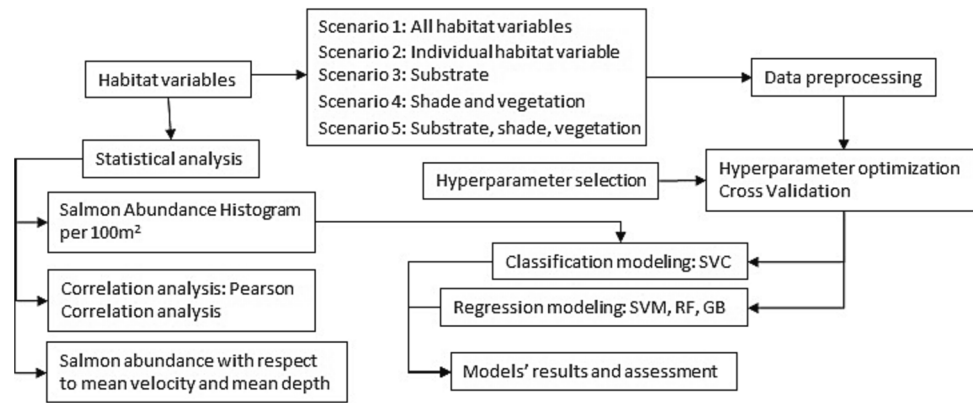 Habitat variables
Scenario 1: All habitat variables
Scenario 2: Individual habitat variable
Scenario 3: Substrate
Scenario 4: Shade and vegetation
Scenario 5: Substrate, shade, vegetation
Data preprocessing
Statistical analysis
Hyperparameter selection
Hyperparameter optimization
Cross Validation
Salmon Abundance Histogram
per 100m²
Classification modeling: SVC
Correlation analysis: Pearson
Correlation analysis
Regression modeling: SVM, RF, GB
Salmon abundance with respect
to mean velocity and mean depth
Models' results and assessment